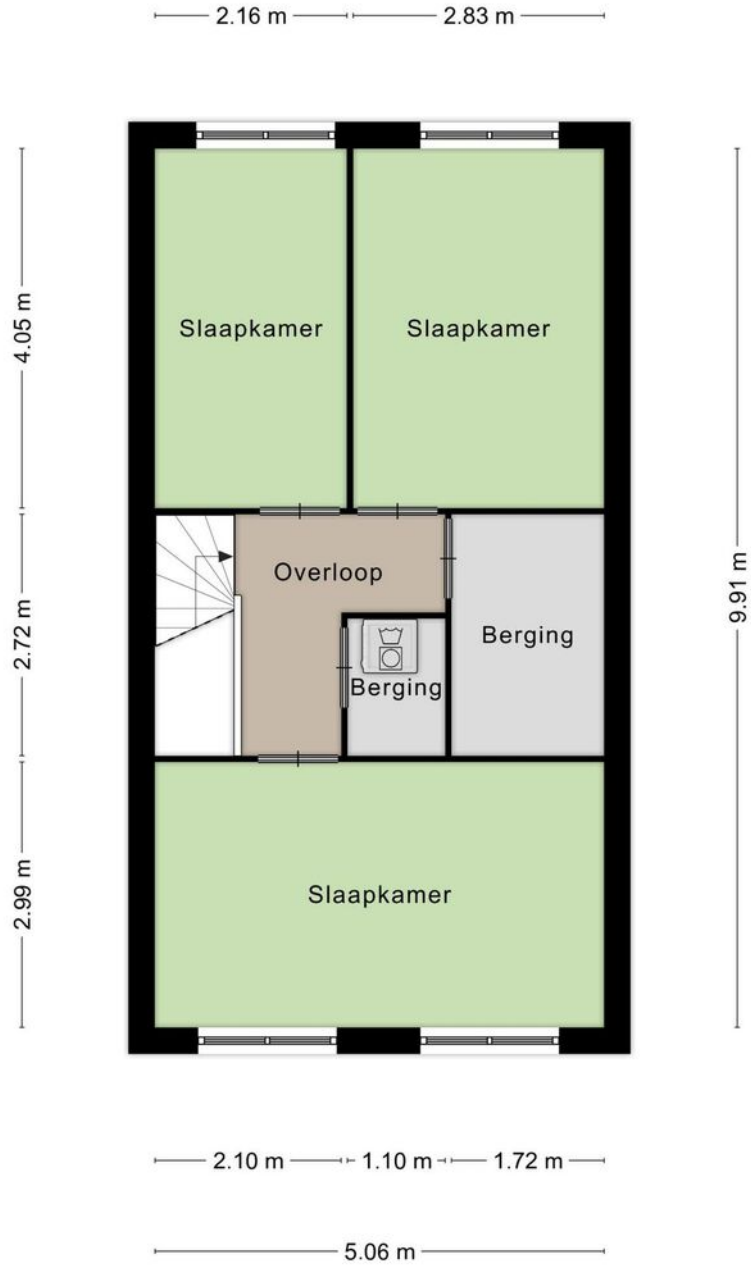 2.16 m
2.83 m
4.05 m
Slaapkamer
Slaapkamer
9.91 m
Overloop
2.72 m
Berging
Berging
2.99 m
Slaapkamer
2.10 m
1.10 m
1.72 m
5.06 m